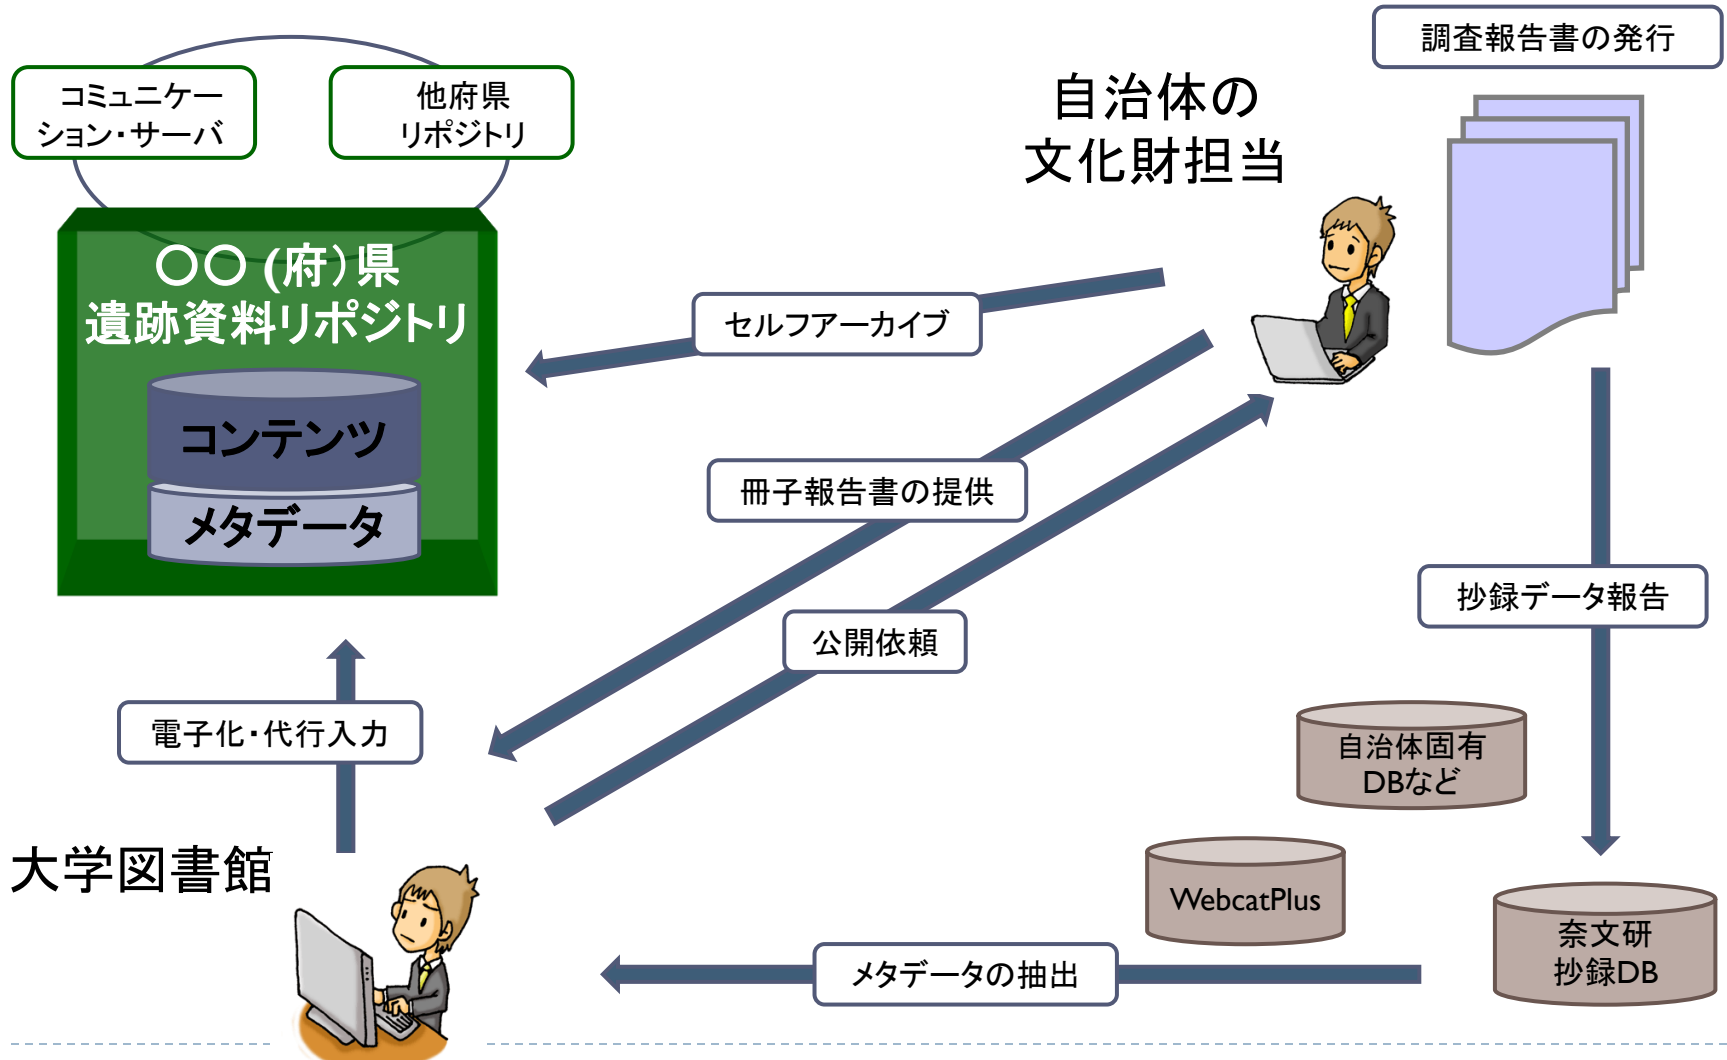 調査報告書の発行
コミュニケー
ション・サーバ
他府県
リポジトリ
自治体の
文化財担当
〇〇(府)県
遺跡資料リポジトリ
コンテンツ
メタデータ
セルフアーカイブ
冊子報告書の提供
公開依頼
抄録データ報告
電子化・代行入力
自治体固有
DBなど
大学図書館
WebcatPlus
奈文研
抄録DB
メタデータの抽出